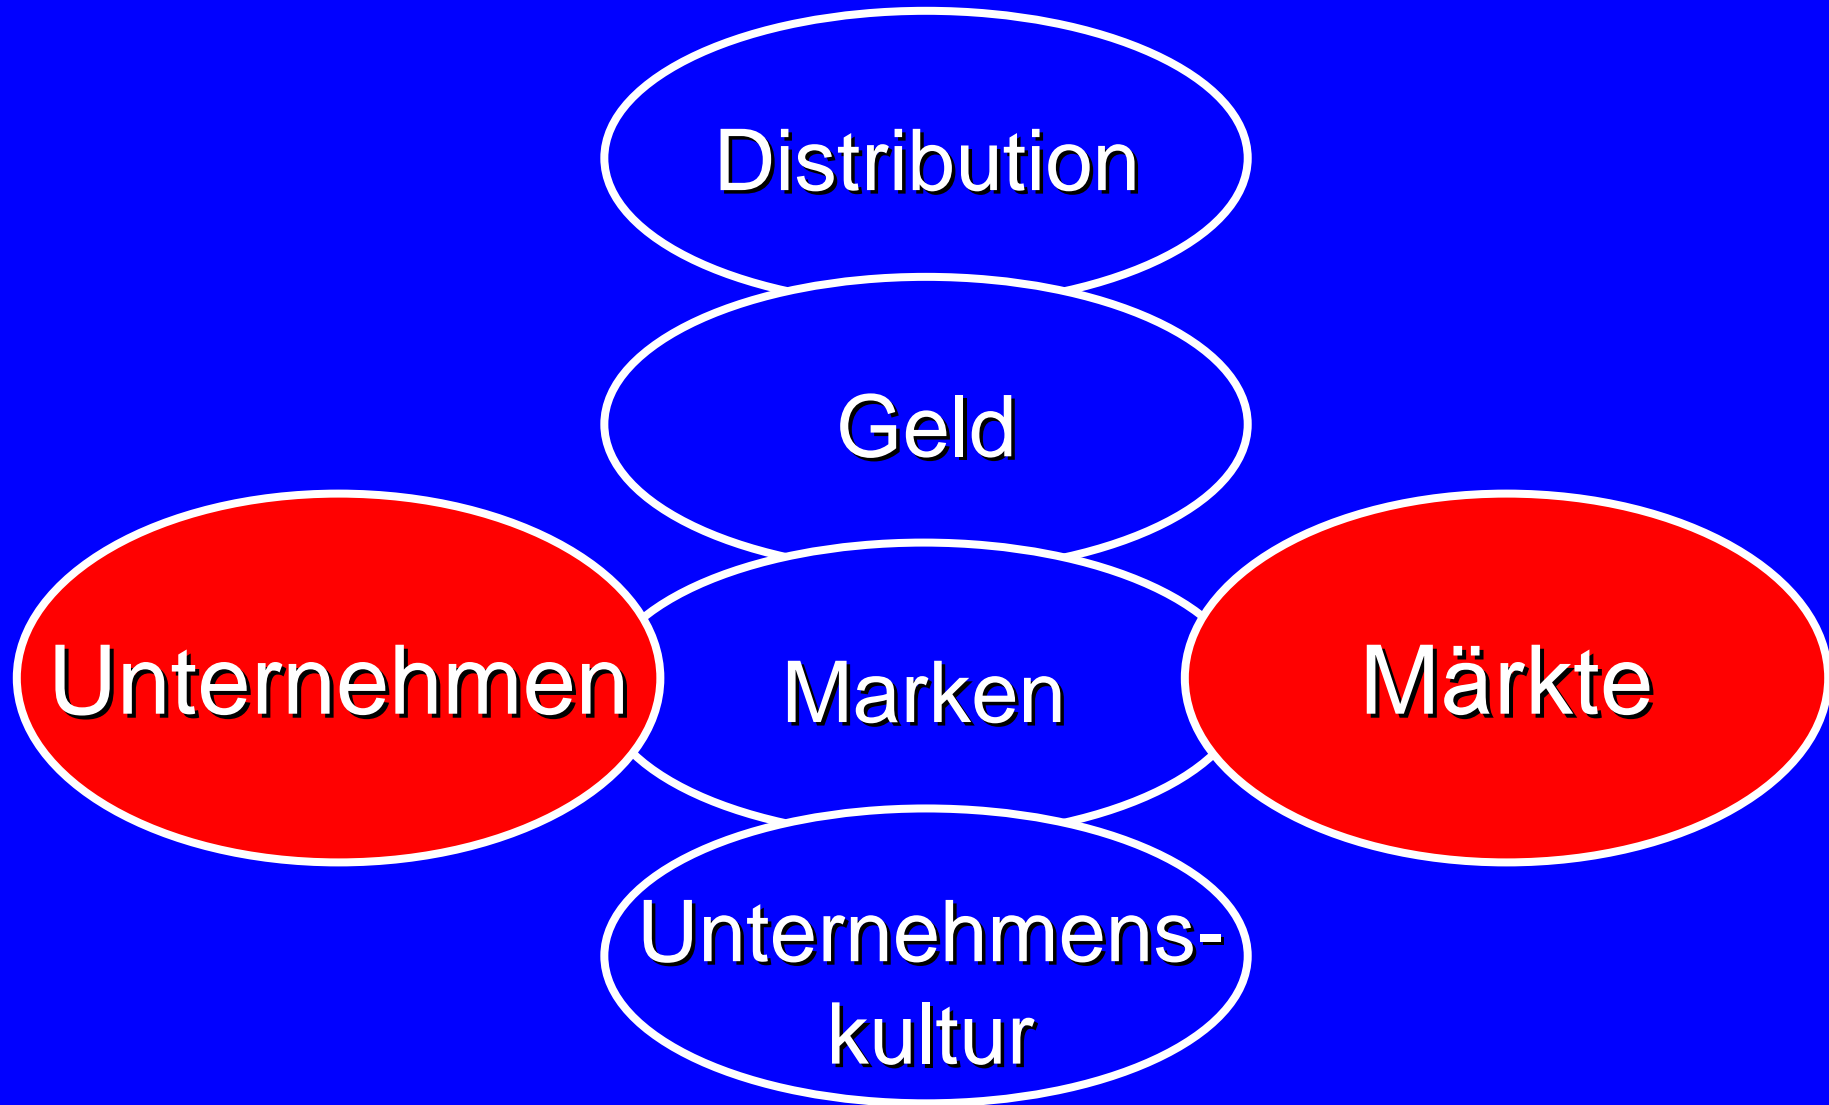 Distribution
Geld
Unternehmen
Marken
Märkte
Unternehmens-
kultur